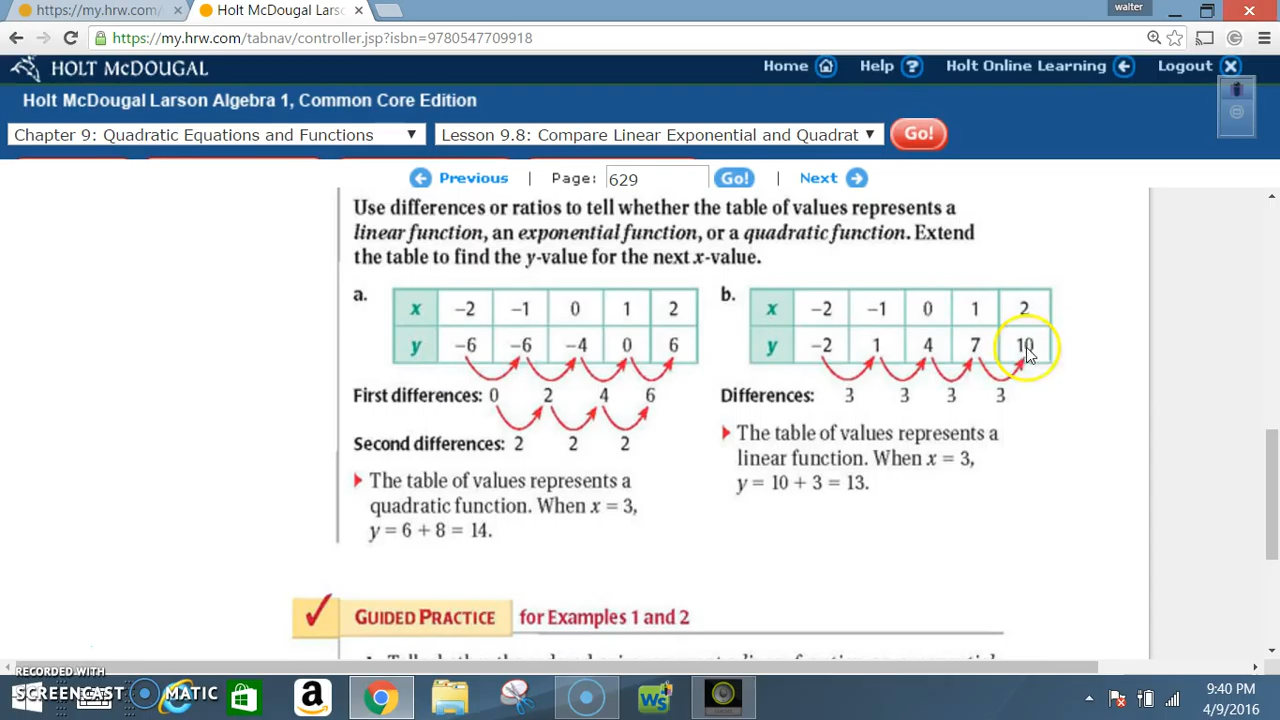 https://my.hrw.com/tabnav/ Holt McDougal Lars walter
https://my.hrw.com/tabnav/controller.jsp?isbn=9780547709918
HOLT McDOUGAL Home Help ? Holt Online Learning Logout X
Holt McDougal Larson Algebra 1, Common Core Edition
Chapter 9: Quadratic Equations and Functions Lesson 9.8: Compare Linear Exponential and Quadrat Go!
Previous | Page: 629 Go! | Next
Use differences or ratios to tell whether the table of values represents a
linear function, an exponential function, or a quadratic function. Extend
the table to find the y-value for the next x-value.
a.
x −2 −1 0 1 2
y −6 −6 −4 0 6
First differences: 0 2 4 6
Second differences: 2 2 2
The table of values represents a
quadratic function. When x = 3,
y = 6 + 8 = 14.
b.
x −2 −1 0 1 2
y −2 1 4 7 10
Differences: 3 3 3 3
The table of values represents a
linear function. When x = 3,
y = 10 + 3 = 13.
GUIDED PRACTICE for Examples 1 and 2
RECORDED WITH
SCREENCAST MATIC
9:40 PM
4/9/2016